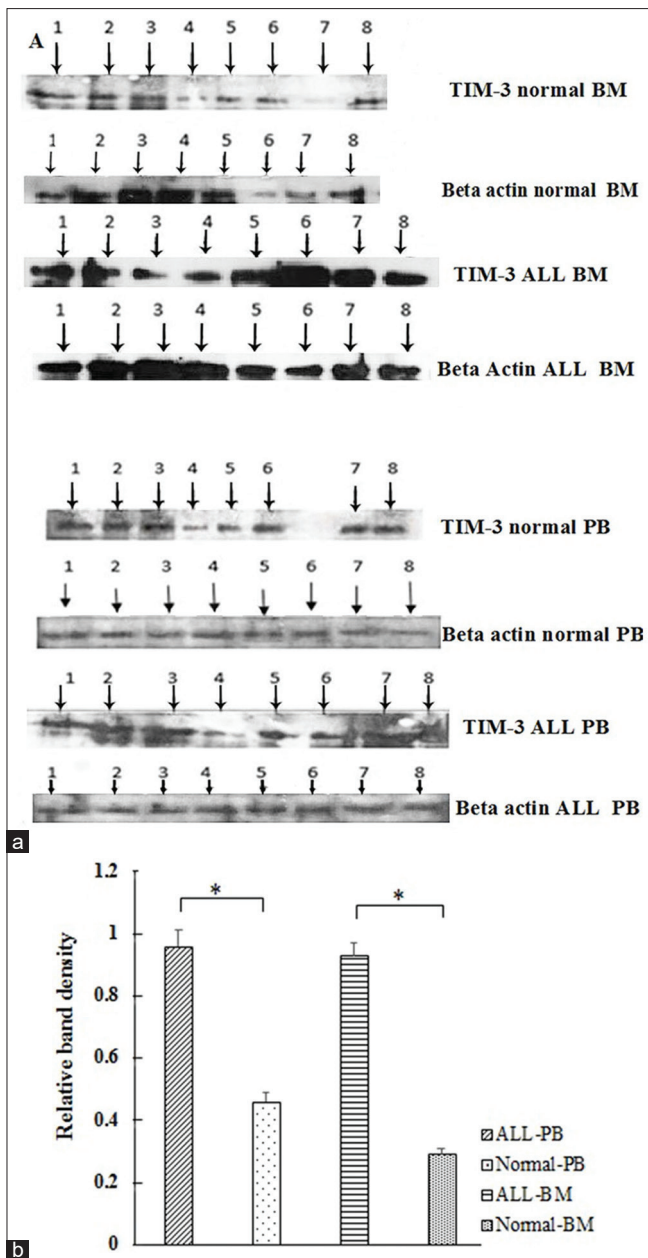 A
1 2 3 4 5 6 7 8
TIM-3 normal BM
1 2 3 4 5 6 7 8
Beta actin normal BM
1 2 3 4 5 6 7 8
TIM-3 ALL BM
1 2 3 4 5 6 7 8
Beta Actin ALL BM
1 2 3 4 5 6 7 8
TIM-3 normal PB
1 2 3 4 5 6 7 8
Beta actin normal PB
1 2 3 4 5 6 7 8
TIM-3 ALL PB
1 2 3 4 5 6 7 8
Beta actin ALL PB
a
Relative band density
1.2
1
0.8
0.6
0.4
0.2
0
* *
ALL-PB
Normal-PB
ALL-BM
Normal-BM
b